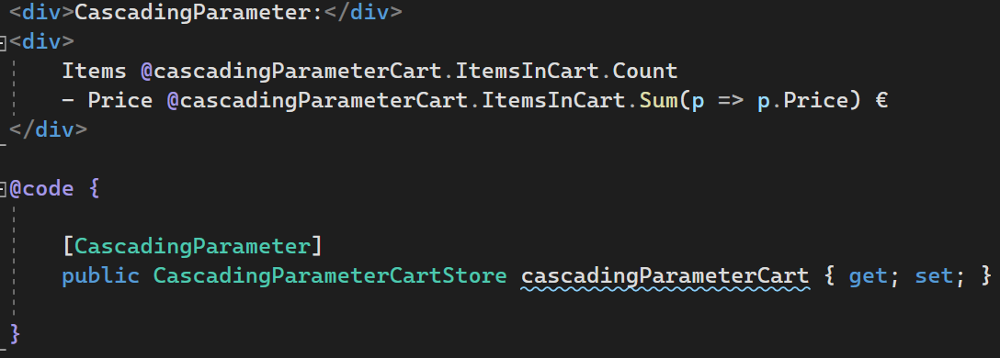 <div>CascadingParameter:</div>
<div>
    Items @cascadingParameterCart.ItemsInCart.Count
    - Price @cascadingParameterCart.ItemsInCart.Sum(p => p.Price) €
</div>

@code {

    [CascadingParameter]
    public CascadingParameterCartStore cascadingParameterCart { get; set; }

}